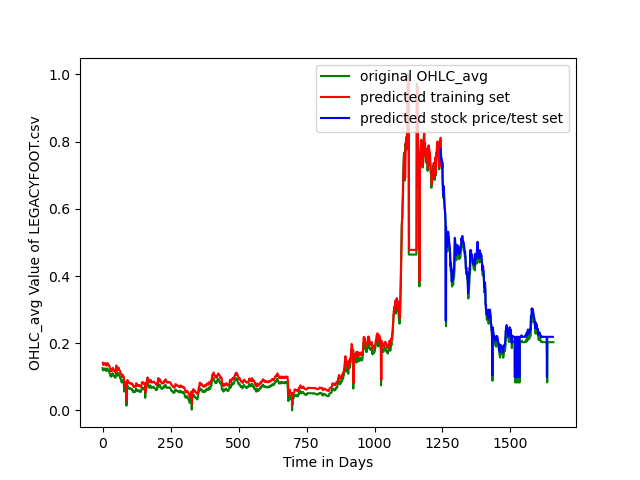 original OHLC_avg
predicted training set
predicted stock price/test set
1.0
0.8
0.6
0.4
0.2
0.0
OHLC_avg Value of LEGACYFOOT.csv
0 250 500 750 1000 1250 1500
Time in Days